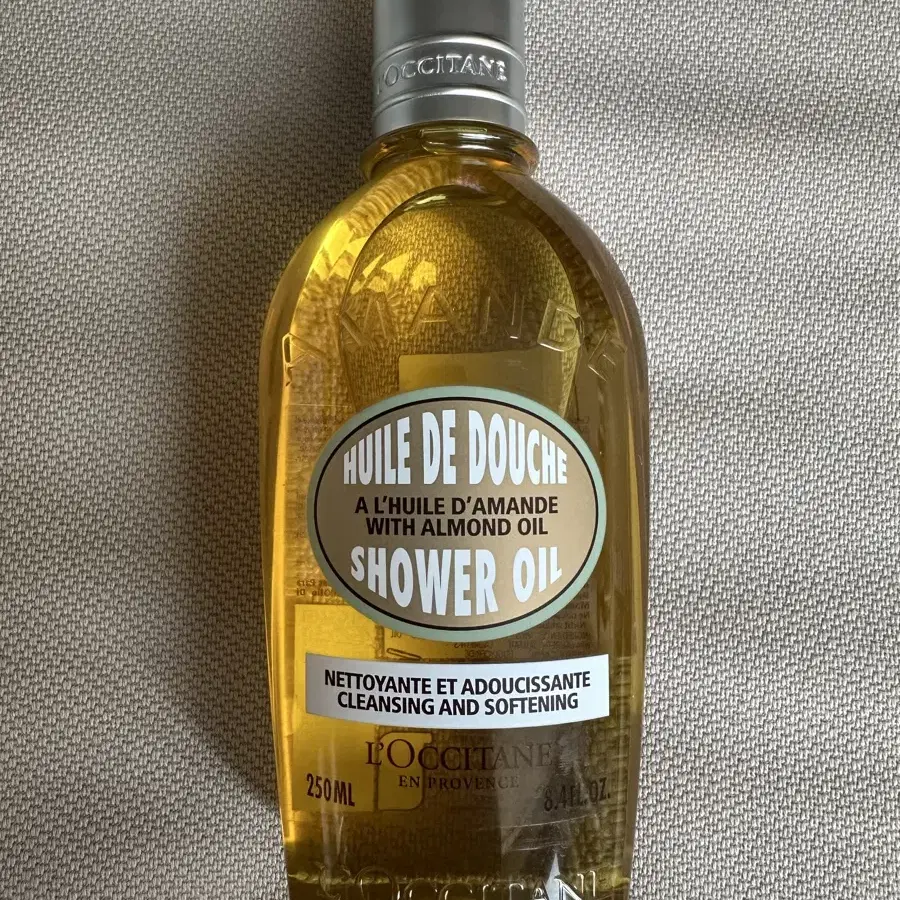 L'OCCITANE
AMANDE
HUILE DE DOUCHE
A L'HUILE D'AMANDE
WITH ALMOND OIL
SHOWER OIL
NETTOYANTE ET ADOUCISSANTE
CLEANSING AND SOFTENING
L'OCCITANE
EN PROVENCE
250 ML
8.4 FL.OZ.
L'OCCITANE